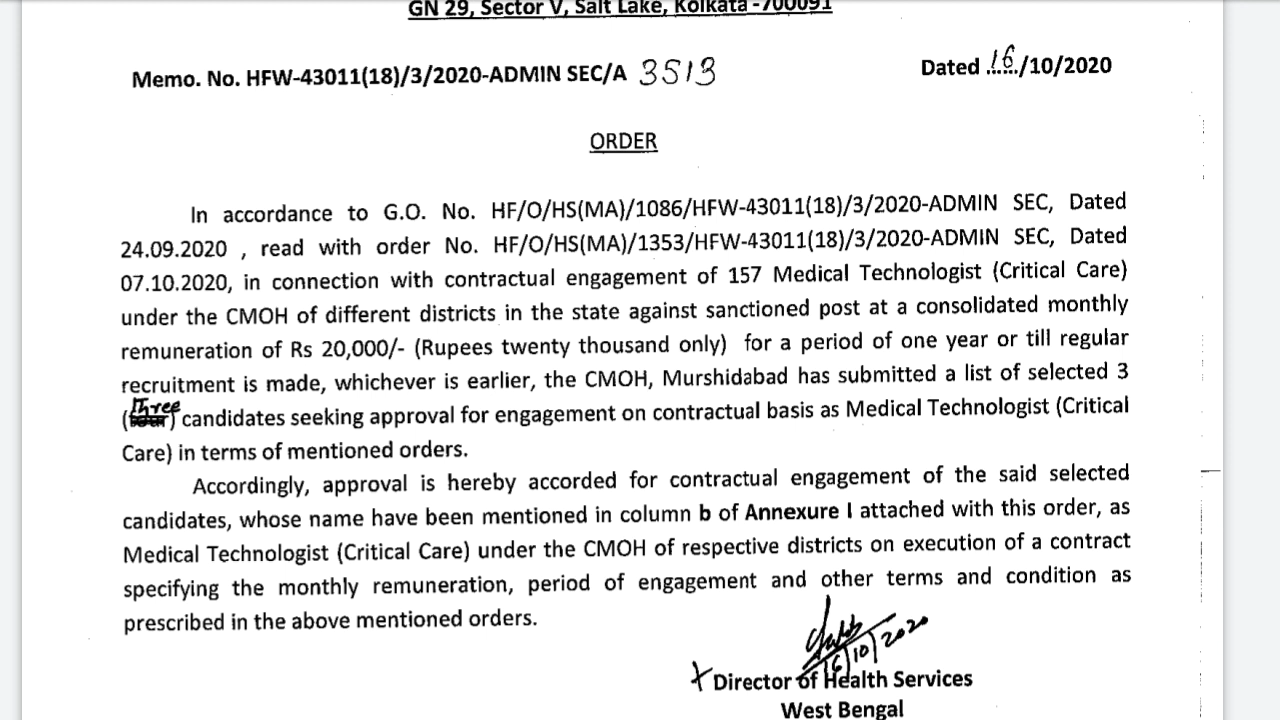 GN 29, Sector V, Salt Lake, Kolkata -700091
Memo. No. HFW-43011(18)/3/2020-ADMIN SEC/A 3513
Dated 16/10/2020
ORDER
In accordance to G.O. No. HF/O/HS(MA)/1086/HFW-43011(18)/3/2020-ADMIN SEC, Dated
24.09.2020 , read with order No. HF/O/HS(MA)/1353/HFW-43011(18)/3/2020-ADMIN SEC, Dated
07.10.2020, in connection with contractual engagement of 157 Medical Technologist (Critical Care)
under the CMOH of different districts in the state against sanctioned post at a consolidated monthly
remuneration of Rs 20,000/- (Rupees twenty thousand only) for a period of one year or till regular
recruitment is made, whichever is earlier, the CMOH, Murshidabad has submitted a list of selected 3
(Three) candidates seeking approval for engagement on contractual basis as Medical Technologist (Critical
Care) in terms of mentioned orders.
Accordingly, approval is hereby accorded for contractual engagement of the said selected
candidates, whose name have been mentioned in column b of Annexure I attached with this order, as
Medical Technologist (Critical Care) under the CMOH of respective districts on execution of a contract
specifying the monthly remuneration, period of engagement and other terms and condition as
prescribed in the above mentioned orders.
16/10/2020
Director of Health Services
West Bengal